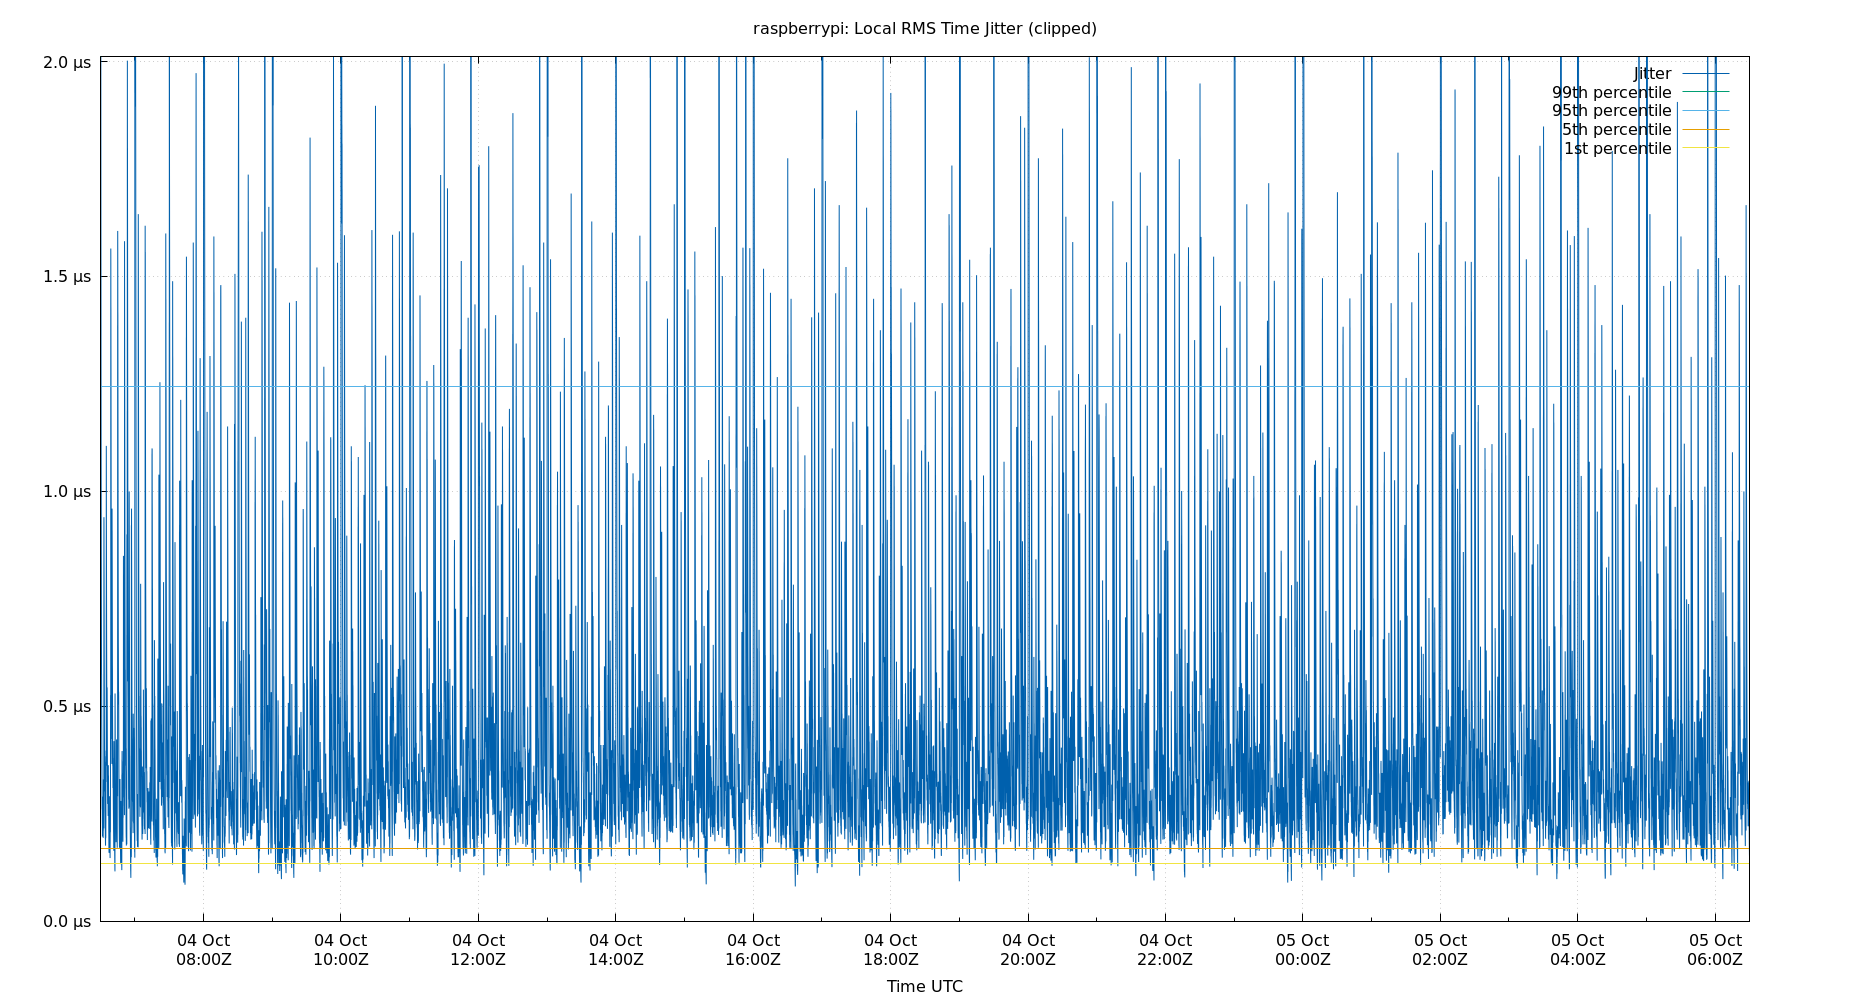 raspberrypi: Local RMS Time Jitter (clipped)
2.0 µs
1.5 µs
1.0 µs
0.5 µs
0.0 µs
Jitter
99th percentile
95th percentile
5th percentile
1st percentile
04 Oct 04 Oct 04 Oct 04 Oct 04 Oct 04 Oct 04 Oct 04 Oct 05 Oct 05 Oct 05 Oct 05 Oct
08:00Z 10:00Z 12:00Z 14:00Z 16:00Z 18:00Z 20:00Z 22:00Z 00:00Z 02:00Z 04:00Z 06:00Z
Time UTC